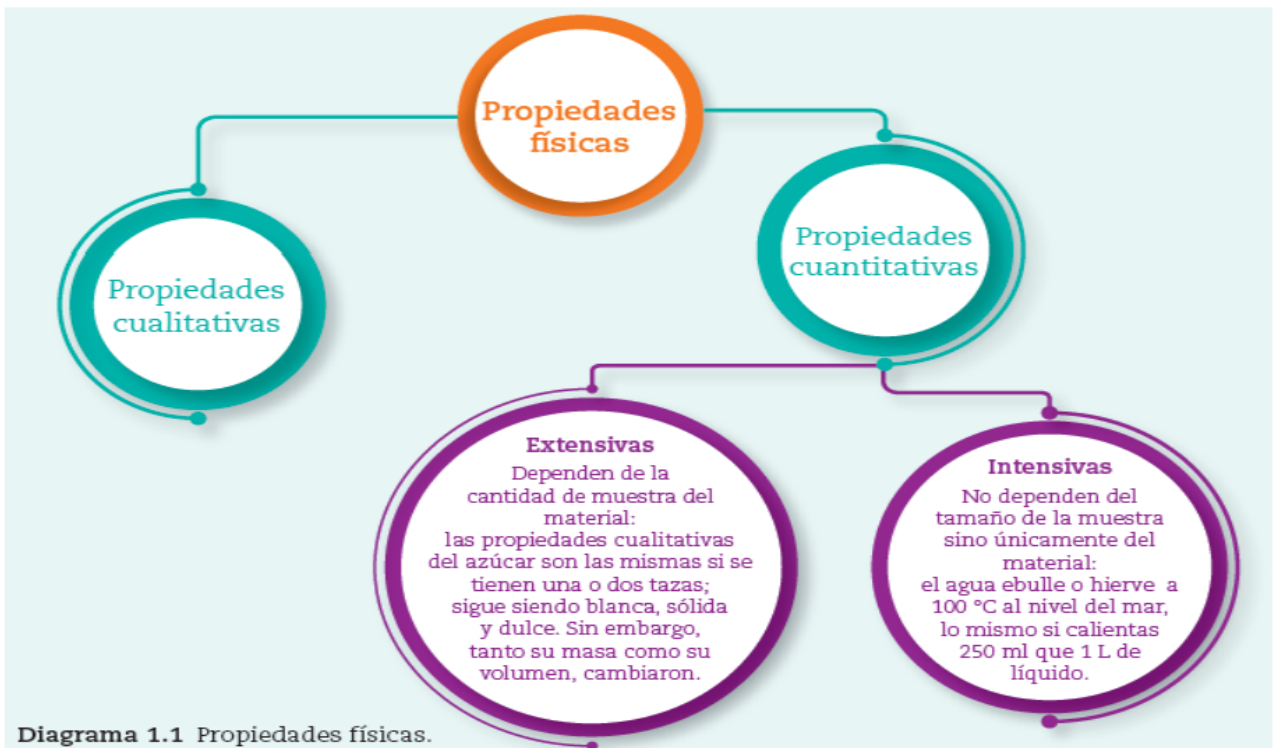 Propiedades
físicas
Propiedades
cualitativas
Propiedades
cuantitativas
Extensivas
Dependen de la
cantidad de muestra del
material:
las propiedades cualitativas
del azúcar son las mismas si se
tienen una o dos tazas;
sigue siendo blanca, sólida
y dulce. Sin embargo,
tanto su masa como su
volumen, cambiaron.
Intensivas
No dependen del
tamaño de la muestra
sino únicamente del
material:
el agua ebulle o hierve a
100 °C al nivel del mar,
lo mismo si calientas
250 ml que 1 L de
líquido.
Diagrama 1.1 Propiedades físicas.